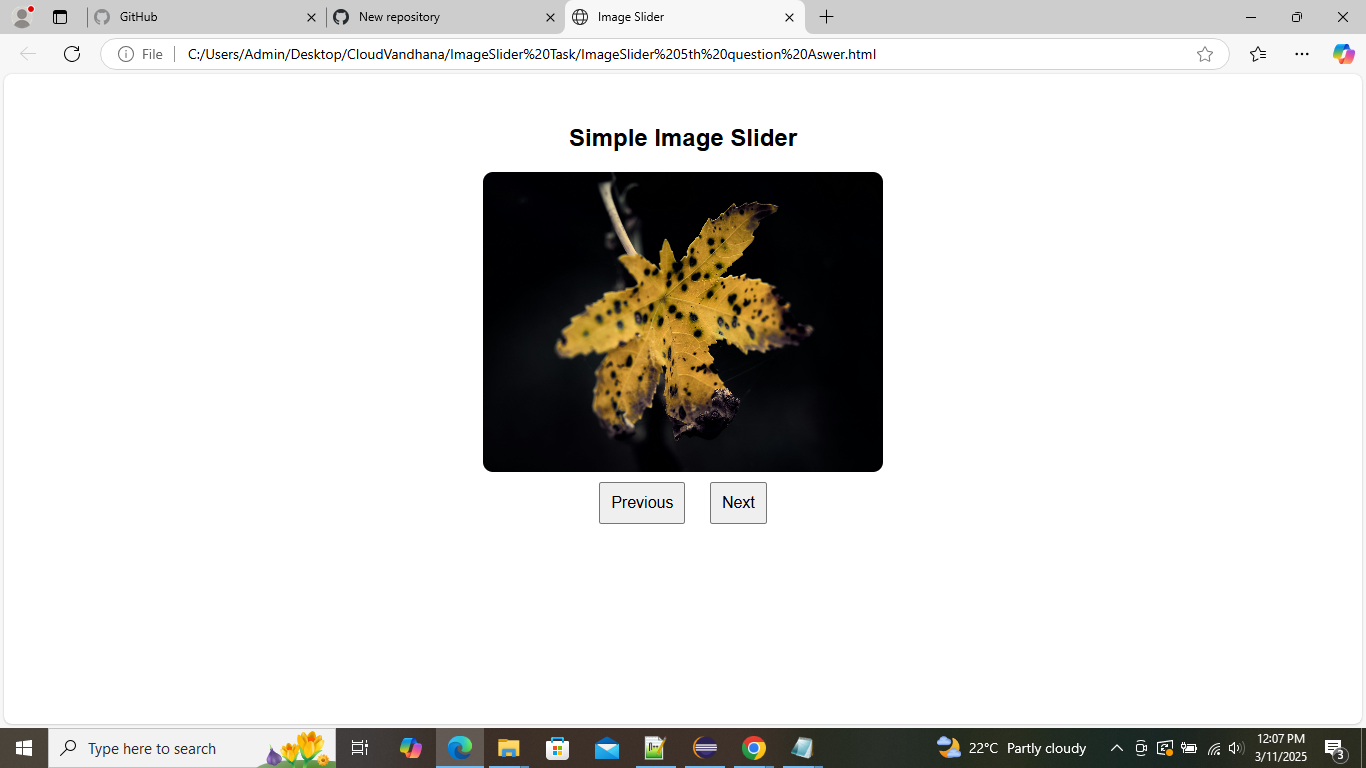 GitHub
New repository
Image Slider
File
C:/Users/Admin/Desktop/CloudVandhana/ImageSlider%20Task/ImageSlider%205th%20question%20Aswer.html
Simple Image Slider
Previous
Next
Type here to search
22°C Partly cloudy
12:07 PM
3/11/2025
3